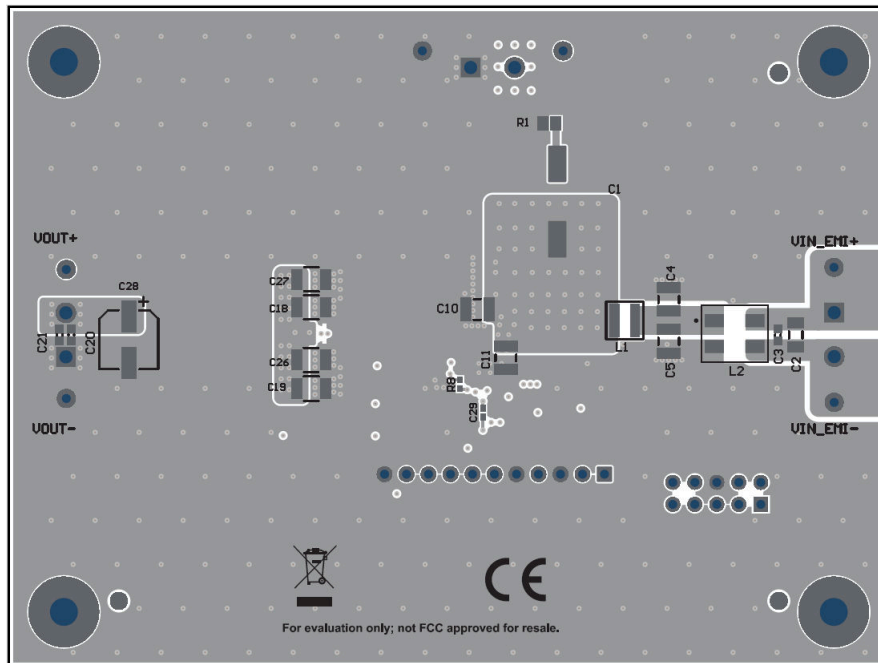 R1
C1
VOUT+
VIN_EMI+
C28
+
C27
C4
C18
C10
C21
C20
L1
C11
C26
C5
L2
C3
C2
R8
C19
C29
VOUT-
VIN_EMI-
CE
For evaluation only; not FCC approved for resale.